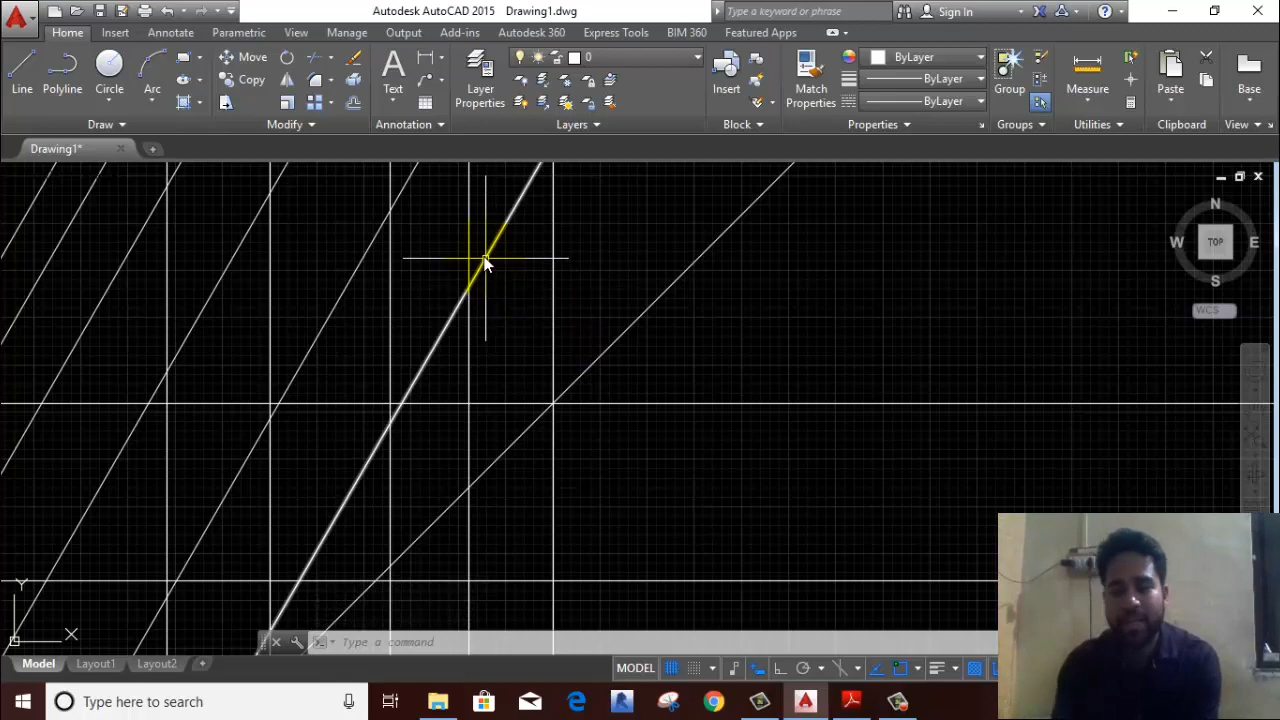 Autodesk AutoCAD 2015 Drawing1.dwg
Type a keyword or phrase
Sign In
Home Insert Annotate Parametric View Manage Output Add-ins Autodesk 360 Express Tools BIM 360 Featured Apps
Line Polyline Circle Arc
Move
Copy
Text
Layer Properties
0
Insert
Match Properties
ByLayer
ByLayer
ByLayer
Group
Measure
Paste
Base
Draw Modify Annotation Layers Block Properties Groups Utilities Clipboard View
Drawing1*
N
W TOP E
S
WCS
Y
X
Type a command
Model Layout1 Layout2
MODEL
Type here to search